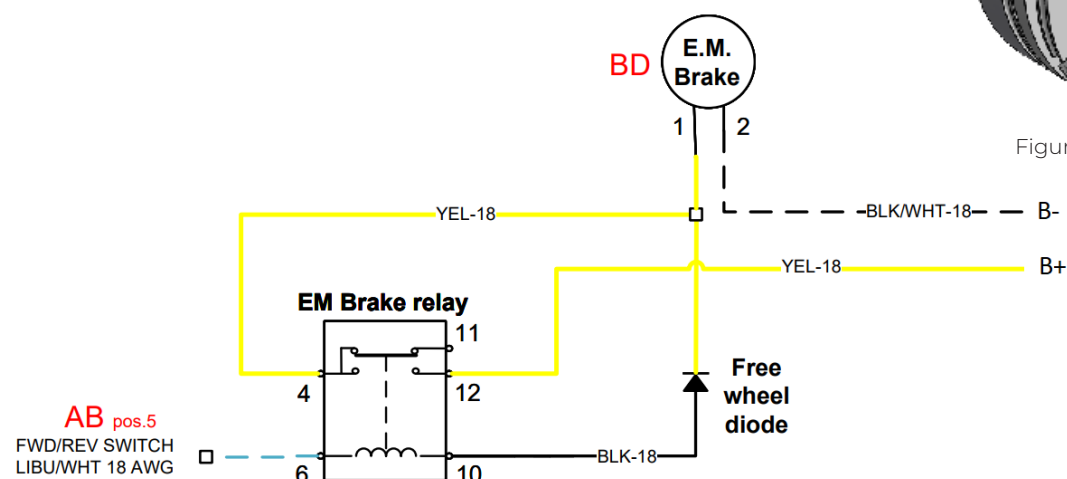 E.M.
Brake
BD
1
2
Figur
YEL-18
BLK/WHT-18
B-
YEL-18
B+
EM Brake relay
11
4
12
Free
wheel
diode
AB pos.5
FWD/REV SWITCH
LIBU/WHT 18 AWG
6
10
BLK-18